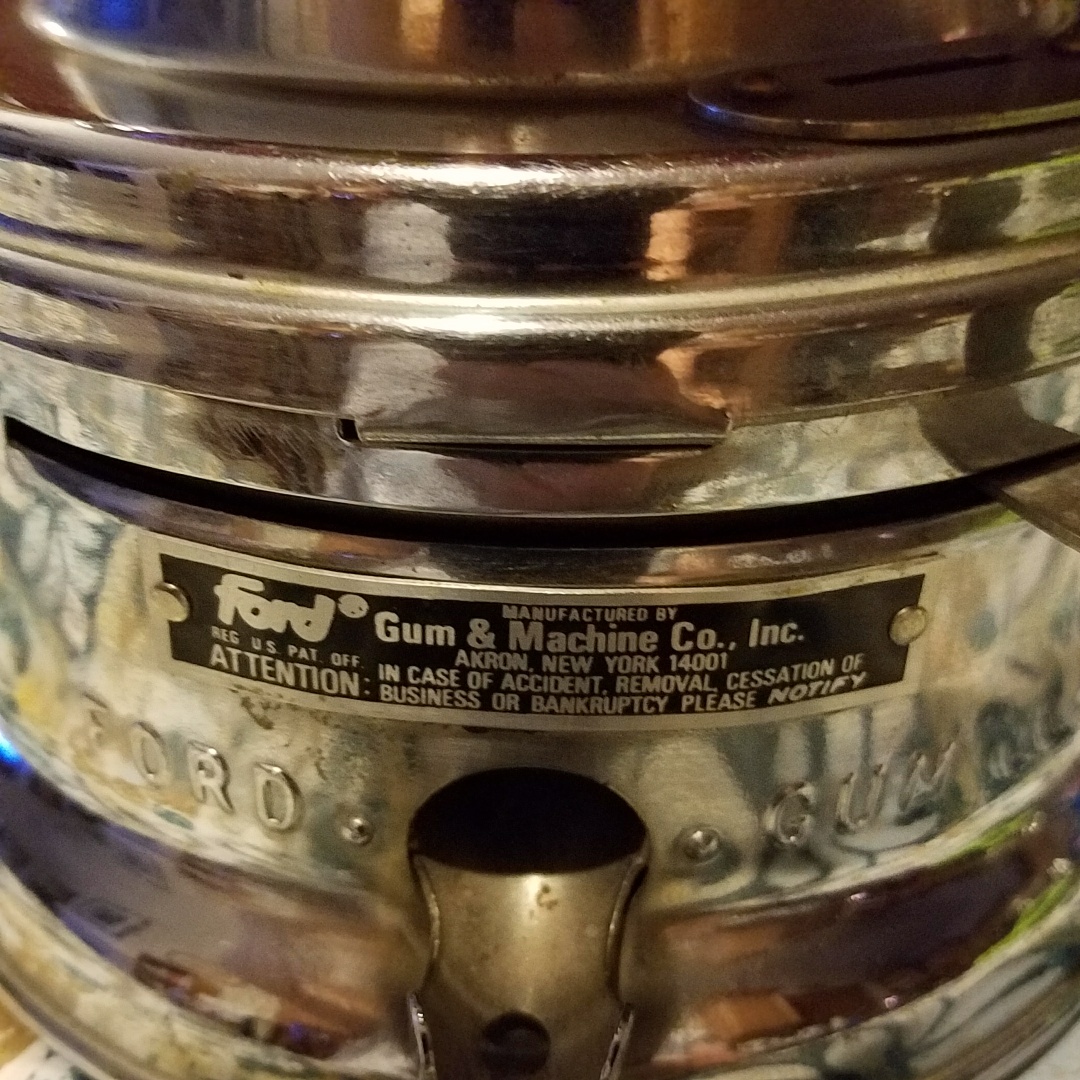 Ford®
REG U.S. PAT. OFF.
MANUFACTURED BY
Gum & Machine Co., Inc.
AKRON, NEW YORK 14001
ATTENTION: IN CASE OF ACCIDENT, REMOVAL, CESSATION OF
BUSINESS OR BANKRUPTCY PLEASE NOTIFY
FORD GUM